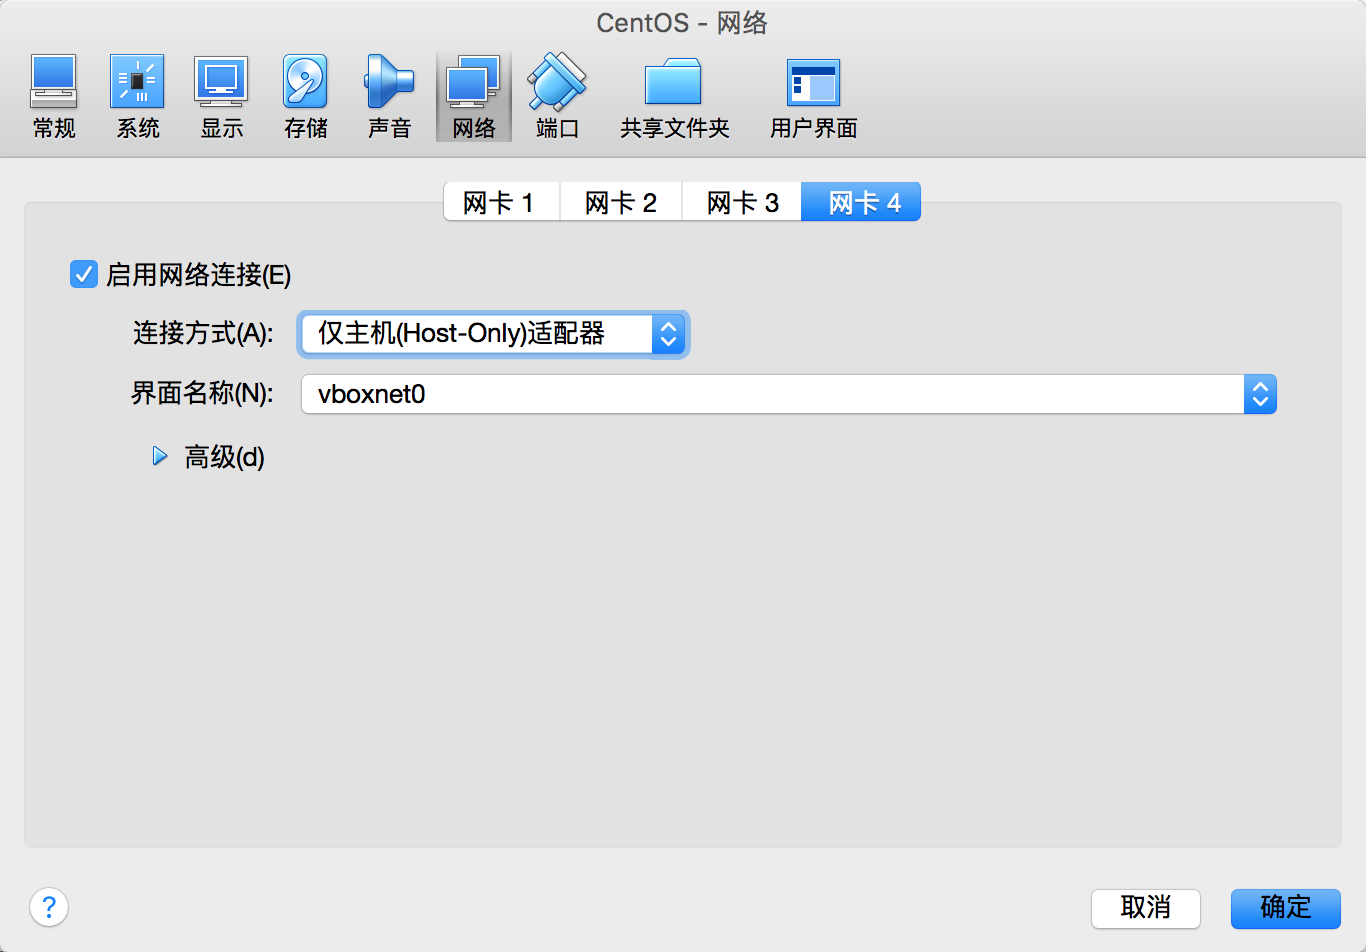 CentOS - 网络
常规 系统 显示 存储 声音 网络 端口 共享文件夹 用户界面
网卡 1 网卡 2 网卡 3 网卡 4
启用网络连接(E)
连接方式(A): 仅主机(Host-Only)适配器
界面名称(N): vboxnet0
高级(d)
? 取消 确定